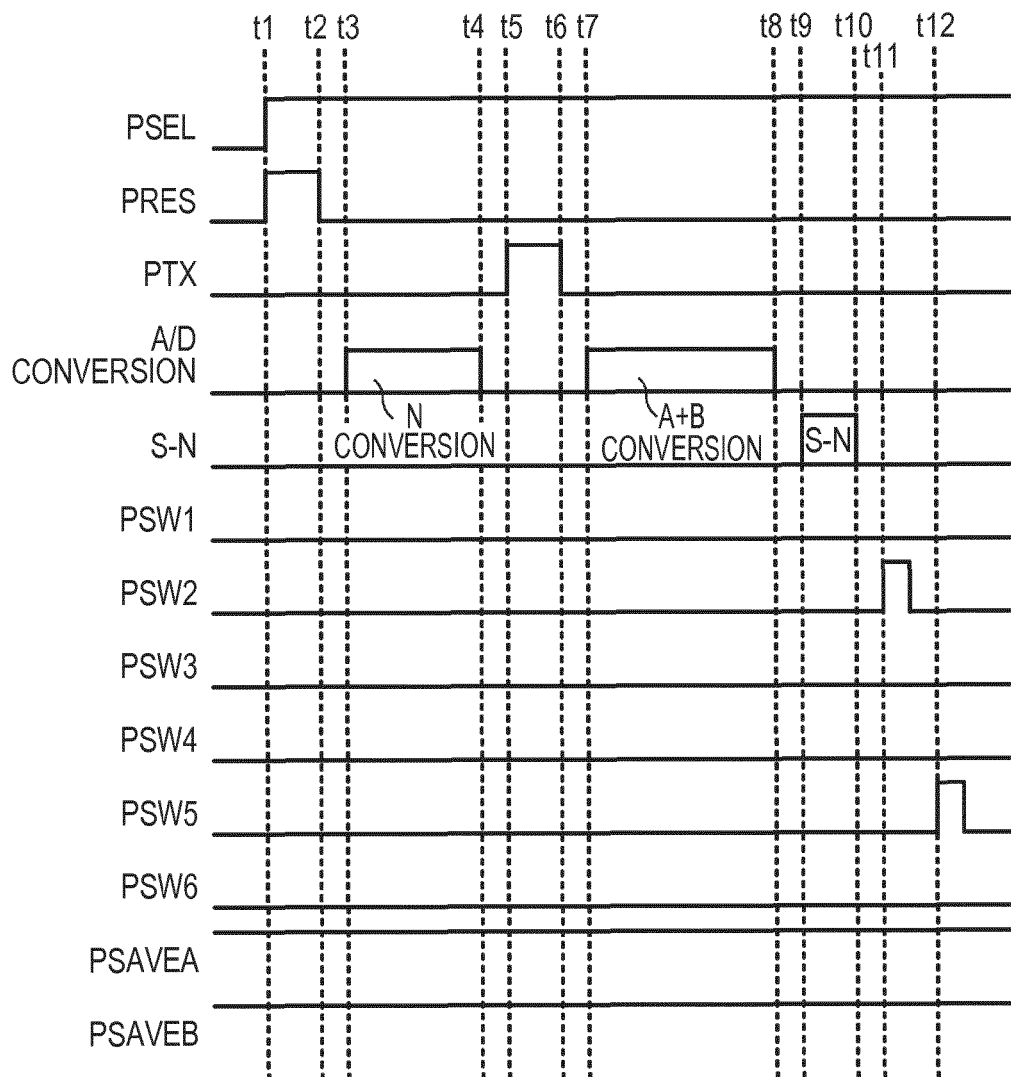 t1 t2 t3 t4 t5 t6 t7 t8 t9 t10 t12
t11
PSEL
PRES
PTX
A/D
CONVERSION
N
CONVERSION
A+B
CONVERSION
S-N
S-N
PSW1
PSW2
PSW3
PSW4
PSW5
PSW6
PSAVEA
PSAVEB